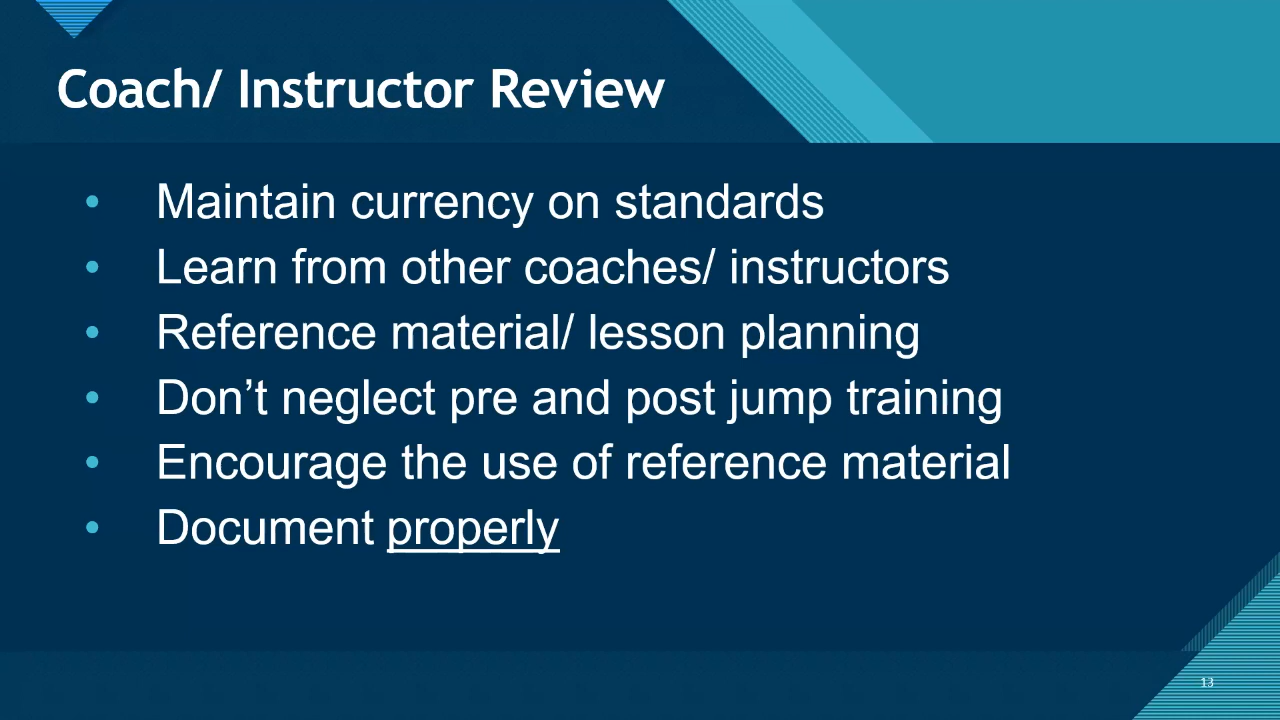 Coach/ Instructor Review
• Maintain currency on standards
• Learn from other coaches/ instructors
• Reference material/ lesson planning
• Don’t neglect pre and post jump training
• Encourage the use of reference material
• Document properly
13